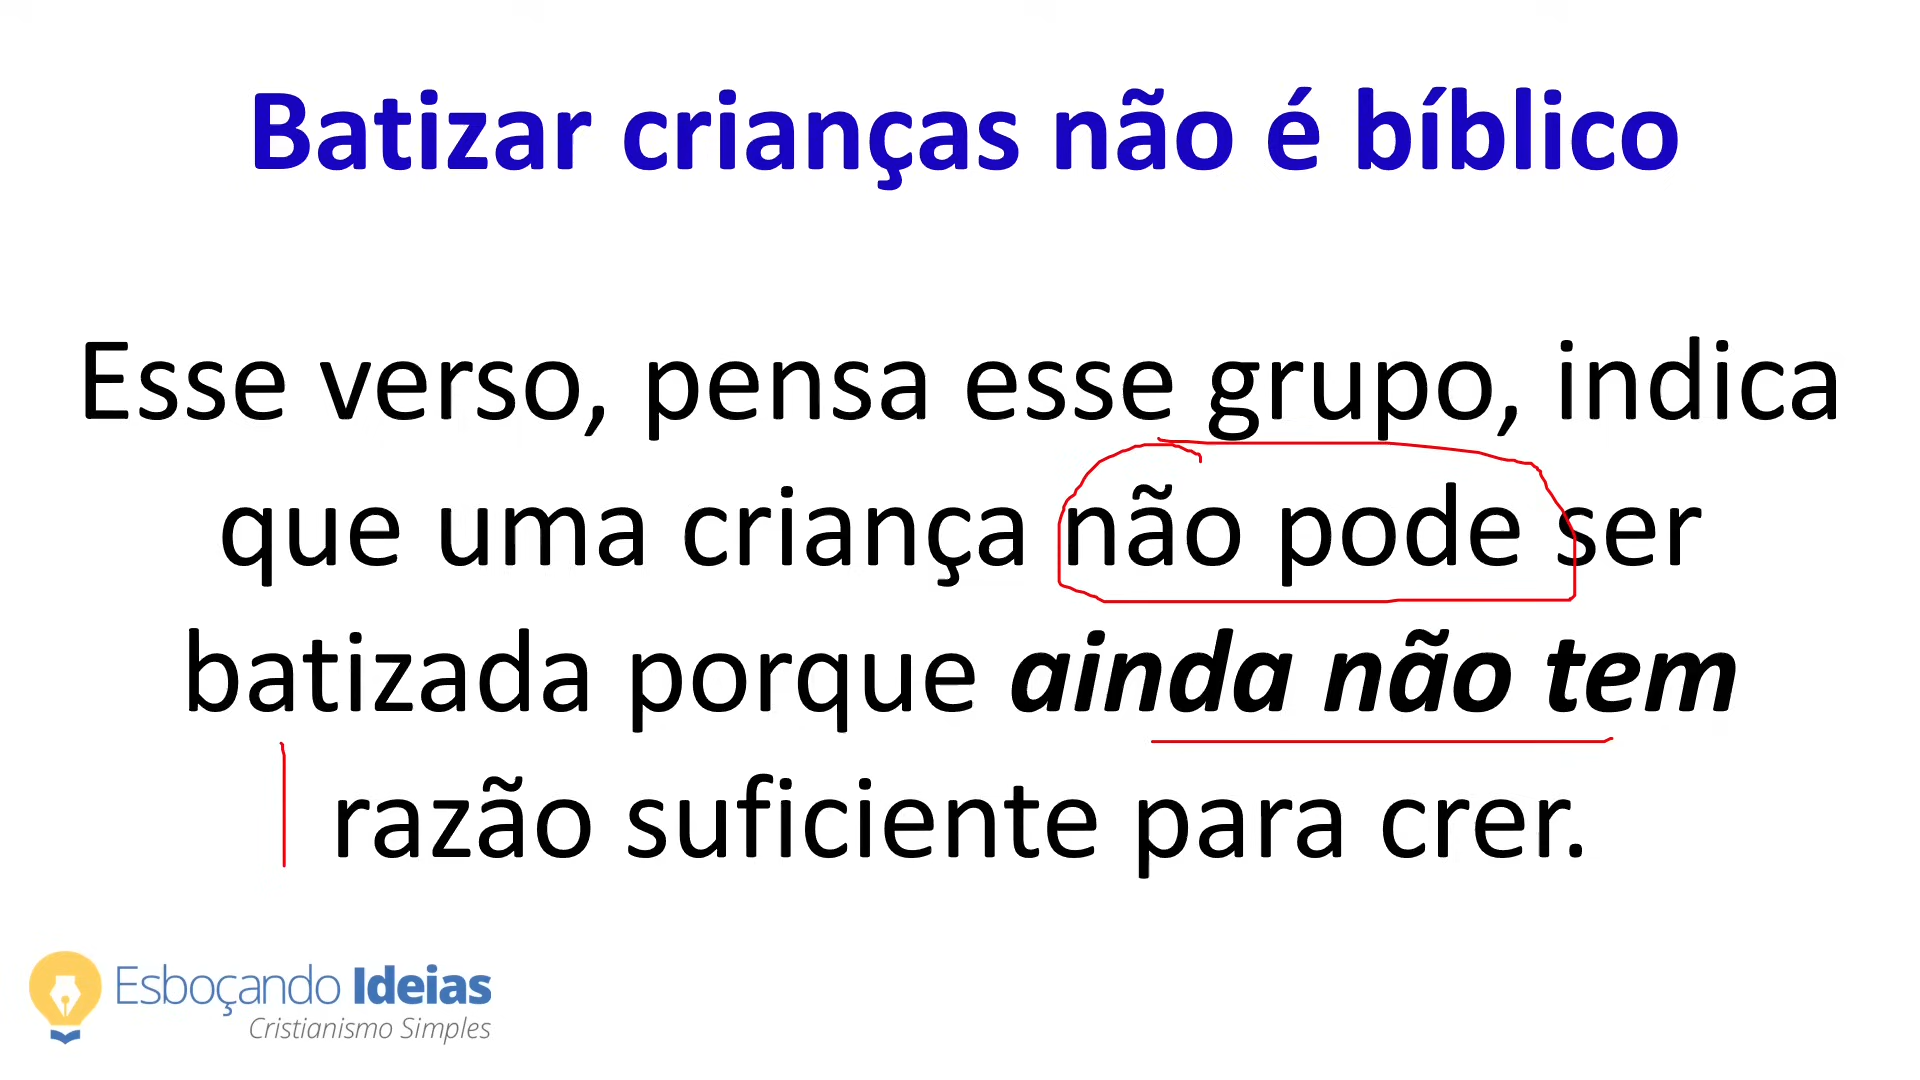 Batizar crianças não é bíblico
Esse verso, pensa esse grupo, indica
que uma criança não pode ser
batizada porque ainda não tem
razão suficiente para crer.
Esboçando Ideias
Cristianismo Simples